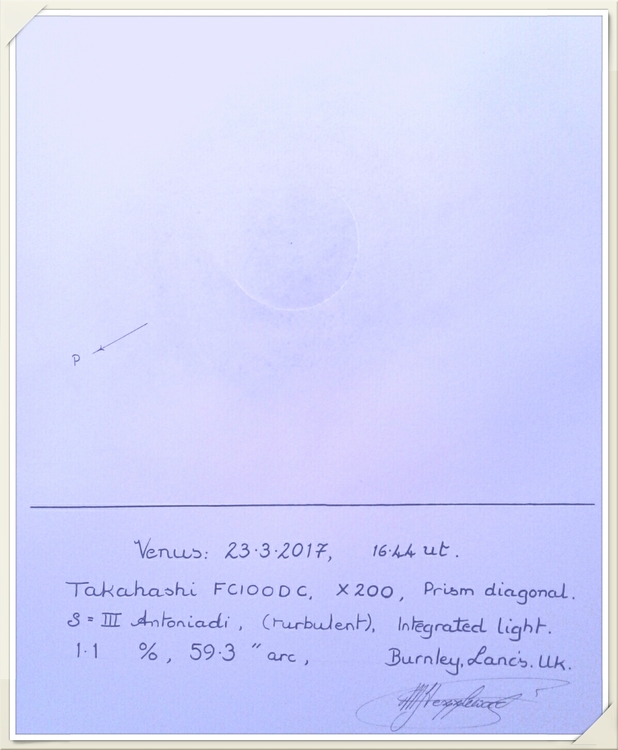 P
Venus: 23·3·2017, 16·44 ut.
Takahashi FC100DC, X200, Prism diagonal.
S = III Antoniadi, (turbulent), Integrated light.
1·1 %, 59·3 " arc, Burnley, Lancs. UK.